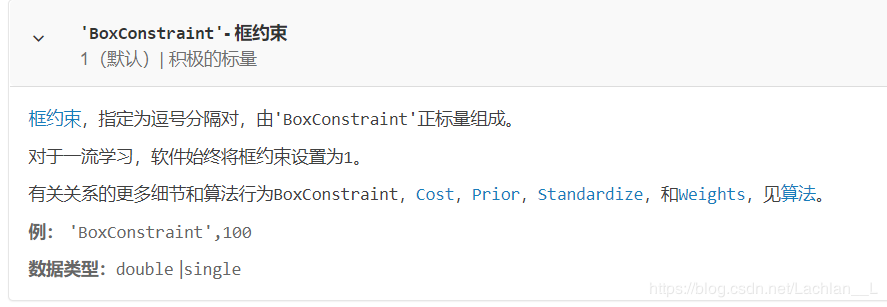 'BoxConstraint'- 框约束
1（默认）| 积极的标量
框约束，指定为逗号分隔对，由'BoxConstraint'正标量组成。
对于一流学习，软件始终将框约束设置为1。
有关关系的更多细节和算法行为BoxConstraint，Cost，Prior，Standardize，和Weights，见算法。
例： 'BoxConstraint',100
数据类型：double |single
https://blog.csdn.net/Lachlan__L